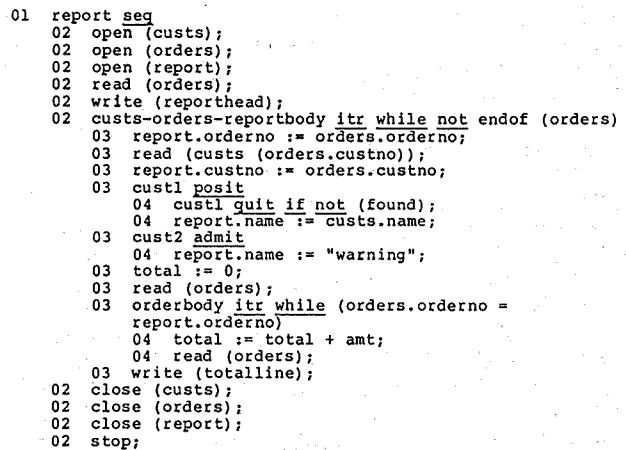 01 report seq
02 open (custs);
02 open (orders);
02 open (report);
02 read (orders);
02 write (reporthead);
02 custs-orders-reportbody itr while not endof (orders)
03 report.orderno := orders.orderno;
03 read (custs (orders.custno));
03 report.custno := orders.custno;
03 cust1 posit
04 cust1 quit if not (found);
04 report.name := custs.name;
03 cust2 admit
04 report.name := "warning";
03 total := 0;
03 read (orders);
03 orderbody itr while (orders.orderno =
report.orderno)
04 total := total + amt;
04 read (orders);
03 write (totalline);
02 close (custs);
02 close (orders);
02 close (report);
02 stop;